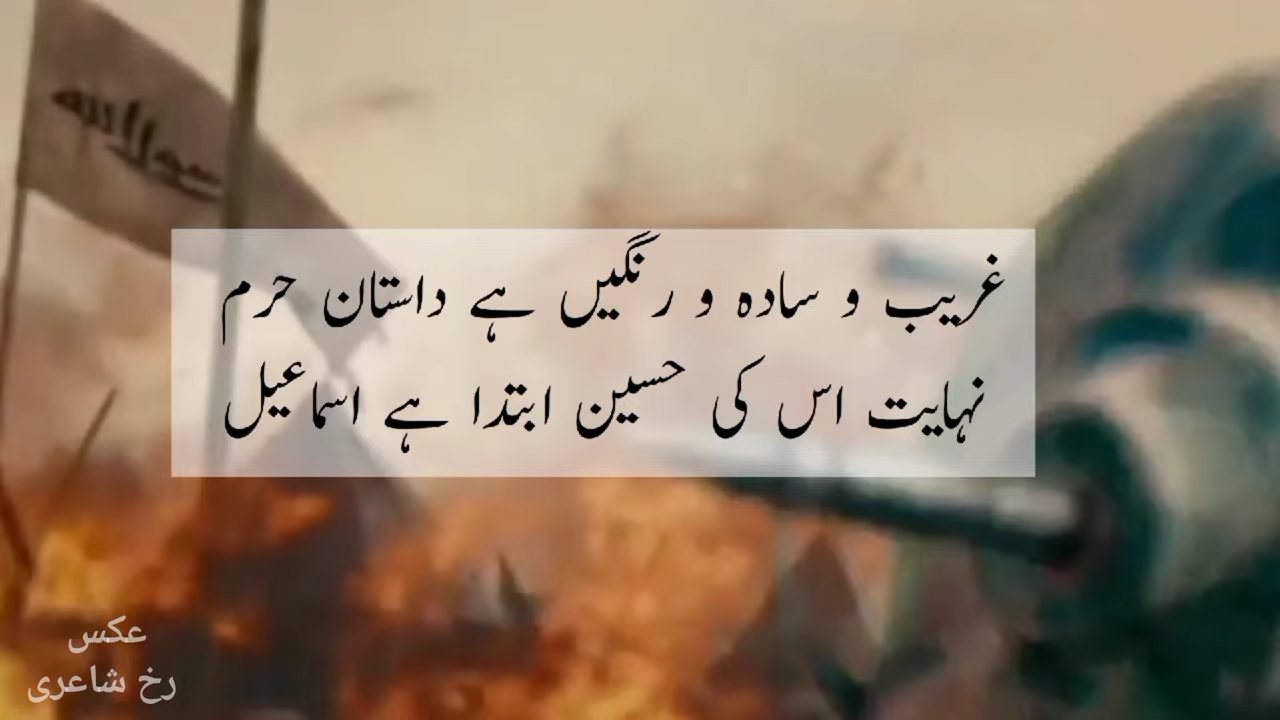 غریب و سادہ و رنگیں ہے داستان حرم
نہایت اس کی حسین ابتدا ہے اسماعیل
عکس
رخ شاعری